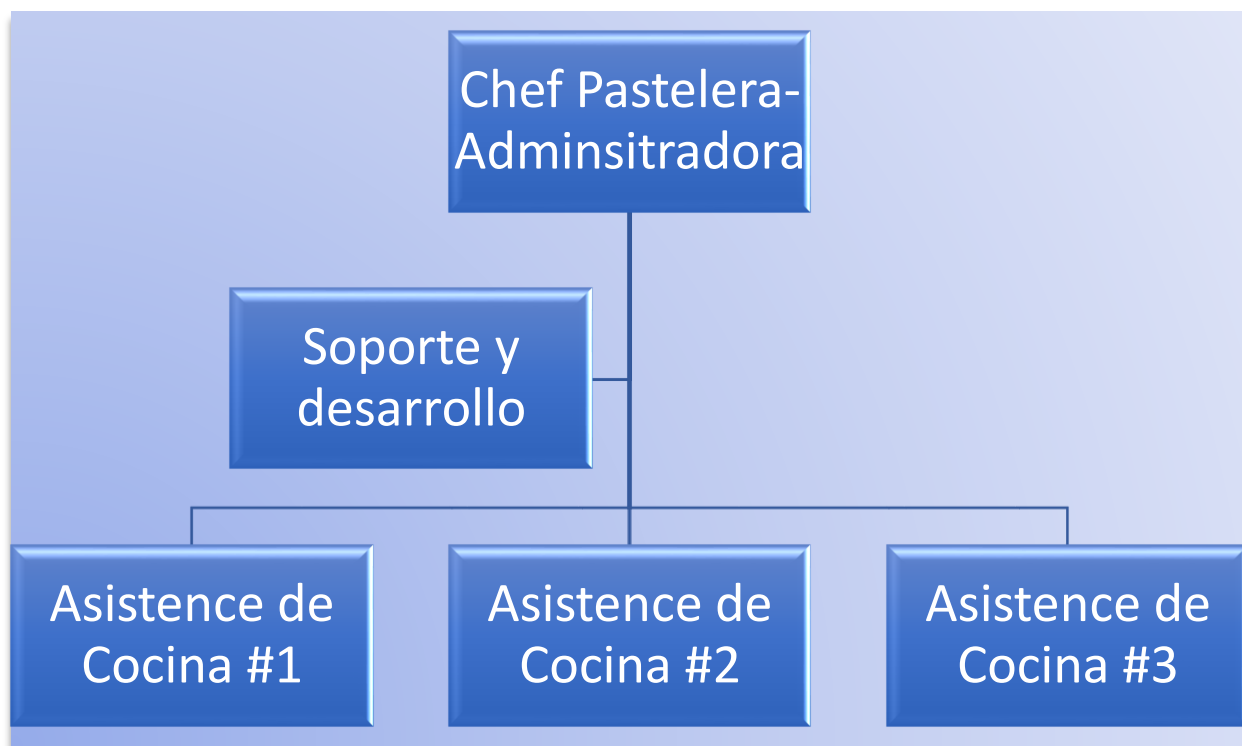 Chef Pastelera-
Adminsitradora
Soporte y
desarrollo
Asistence de
Cocina #1
Asistence de
Cocina #2
Asistence de
Cocina #3